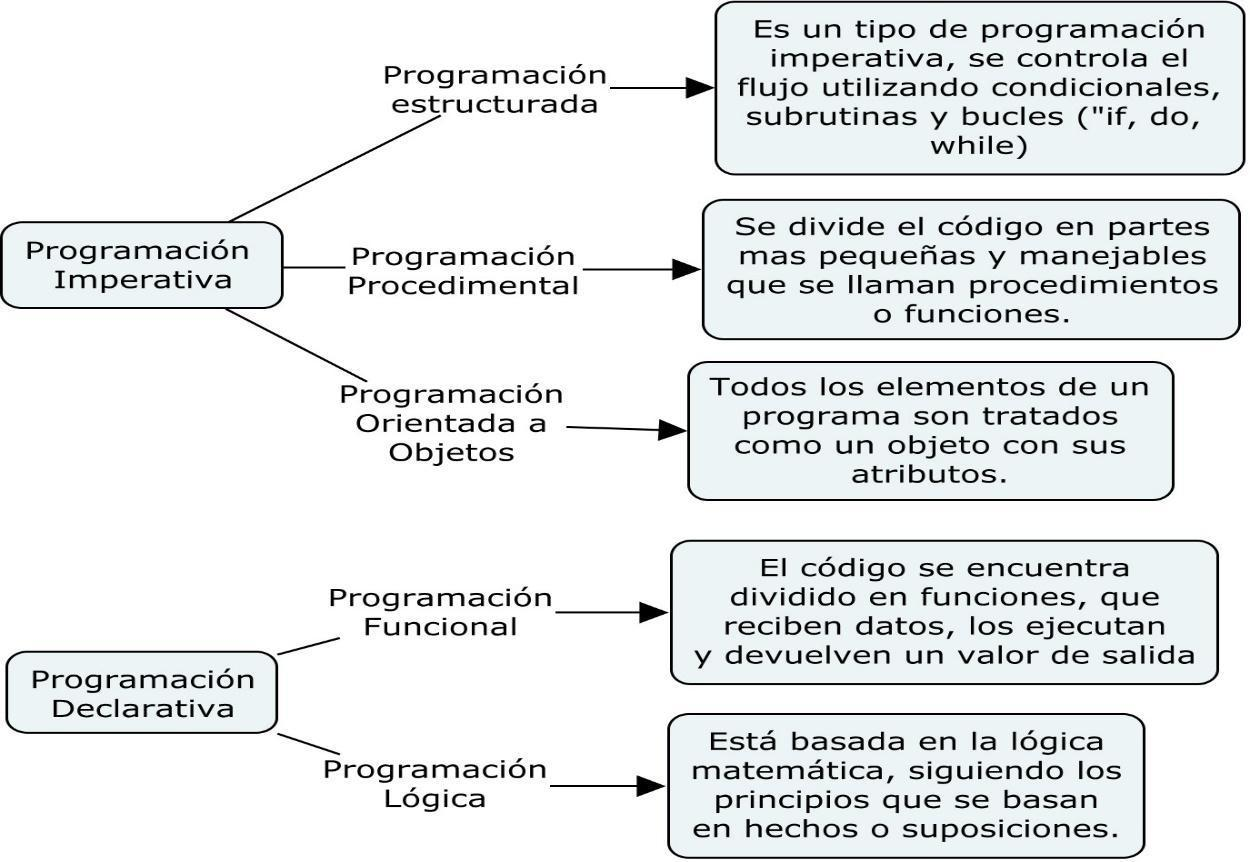 Programación
Imperativa
Programación
estructurada
Es un tipo de programación
imperativa, se controla el
flujo utilizando condicionales,
subrutinas y bucles ("if, do,
while)
Programación
Procedimental
Se divide el código en partes
mas pequeñas y manejables
que se llaman procedimientos
o funciones.
Programación
Orientada a
Objetos
Todos los elementos de un
programa son tratados
como un objeto con sus
atributos.
Programación
Declarativa
Programación
Funcional
El código se encuentra
dividido en funciones, que
reciben datos, los ejecutan
y devuelven un valor de salida
Programación
Lógica
Está basada en la lógica
matemática, siguiendo los
principios que se basan
en hechos o suposiciones.